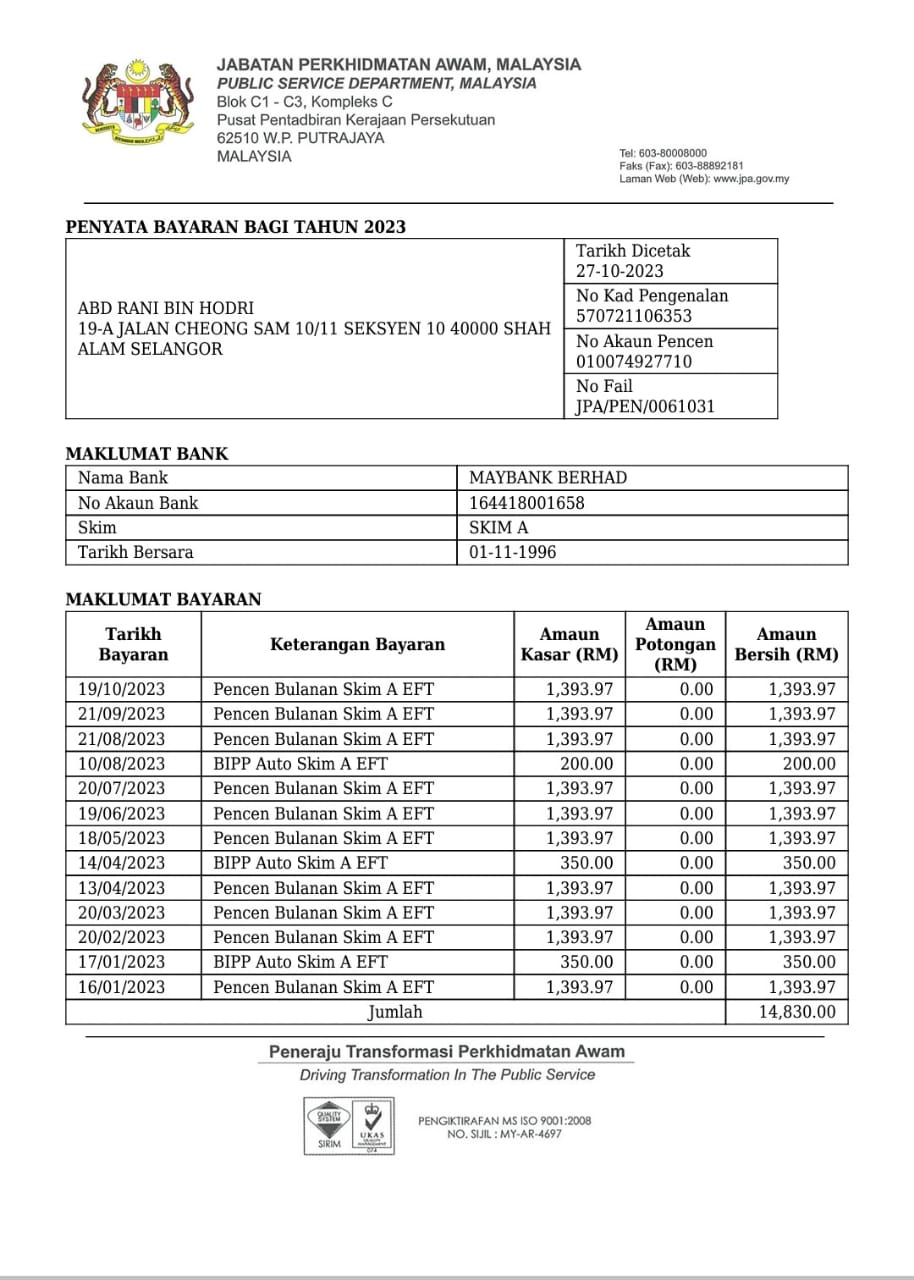 JABATAN PERKHIDMATAN AWAM, MALAYSIA
PUBLIC SERVICE DEPARTMENT, MALAYSIA
Blok C1 - C3, Kompleks C
Pusat Pentadbiran Kerajaan Persekutuan
62510 W.P. PUTRAJAYA
MALAYSIA
Tel: 603-80008000
Faks (Fax): 603-88892181
Laman Web (Web): www.jpa.gov.my
PENYATA BAYARAN BAGI TAHUN 2023
ABD RANI BIN HODRI
19-A JALAN CHEONG SAM 10/11 SEKSYEN 10 40000 SHAH
ALAM SELANGOR
Tarikh Dicetak
27-10-2023
No Kad Pengenalan
570721106353
No Akaun Pencen
010074927710
No Fail
JPA/PEN/0061031
MAKLUMAT BANK
Nama Bank MAYBANK BERHAD
No Akaun Bank 164418001658
Skim SKIM A
Tarikh Bersara 01-11-1996
MAKLUMAT BAYARAN
Tarikh Bayaran Keterangan Bayaran Amaun Kasar (RM) Amaun Potongan (RM) Amaun Bersih (RM)
19/10/2023 Pencen Bulanan Skim A EFT 1,393.97 0.00 1,393.97
21/09/2023 Pencen Bulanan Skim A EFT 1,393.97 0.00 1,393.97
21/08/2023 Pencen Bulanan Skim A EFT 1,393.97 0.00 1,393.97
10/08/2023 BIPP Auto Skim A EFT 200.00 0.00 200.00
20/07/2023 Pencen Bulanan Skim A EFT 1,393.97 0.00 1,393.97
19/06/2023 Pencen Bulanan Skim A EFT 1,393.97 0.00 1,393.97
18/05/2023 Pencen Bulanan Skim A EFT 1,393.97 0.00 1,393.97
14/04/2023 BIPP Auto Skim A EFT 350.00 0.00 350.00
13/04/2023 Pencen Bulanan Skim A EFT 1,393.97 0.00 1,393.97
20/03/2023 Pencen Bulanan Skim A EFT 1,393.97 0.00 1,393.97
20/02/2023 Pencen Bulanan Skim A EFT 1,393.97 0.00 1,393.97
17/01/2023 BIPP Auto Skim A EFT 350.00 0.00 350.00
16/01/2023 Pencen Bulanan Skim A EFT 1,393.97 0.00 1,393.97
Jumlah 14,830.00
Peneraju Transformasi Perkhidmatan Awam
Driving Transformation In The Public Service
QUALITY
SYSTEM
SIRIM
UKAS
QUALITY
MANAGEMENT
PENGIKTIRAFAN MS ISO 9001:2008
NO. SIJIL : MY-AR-4697